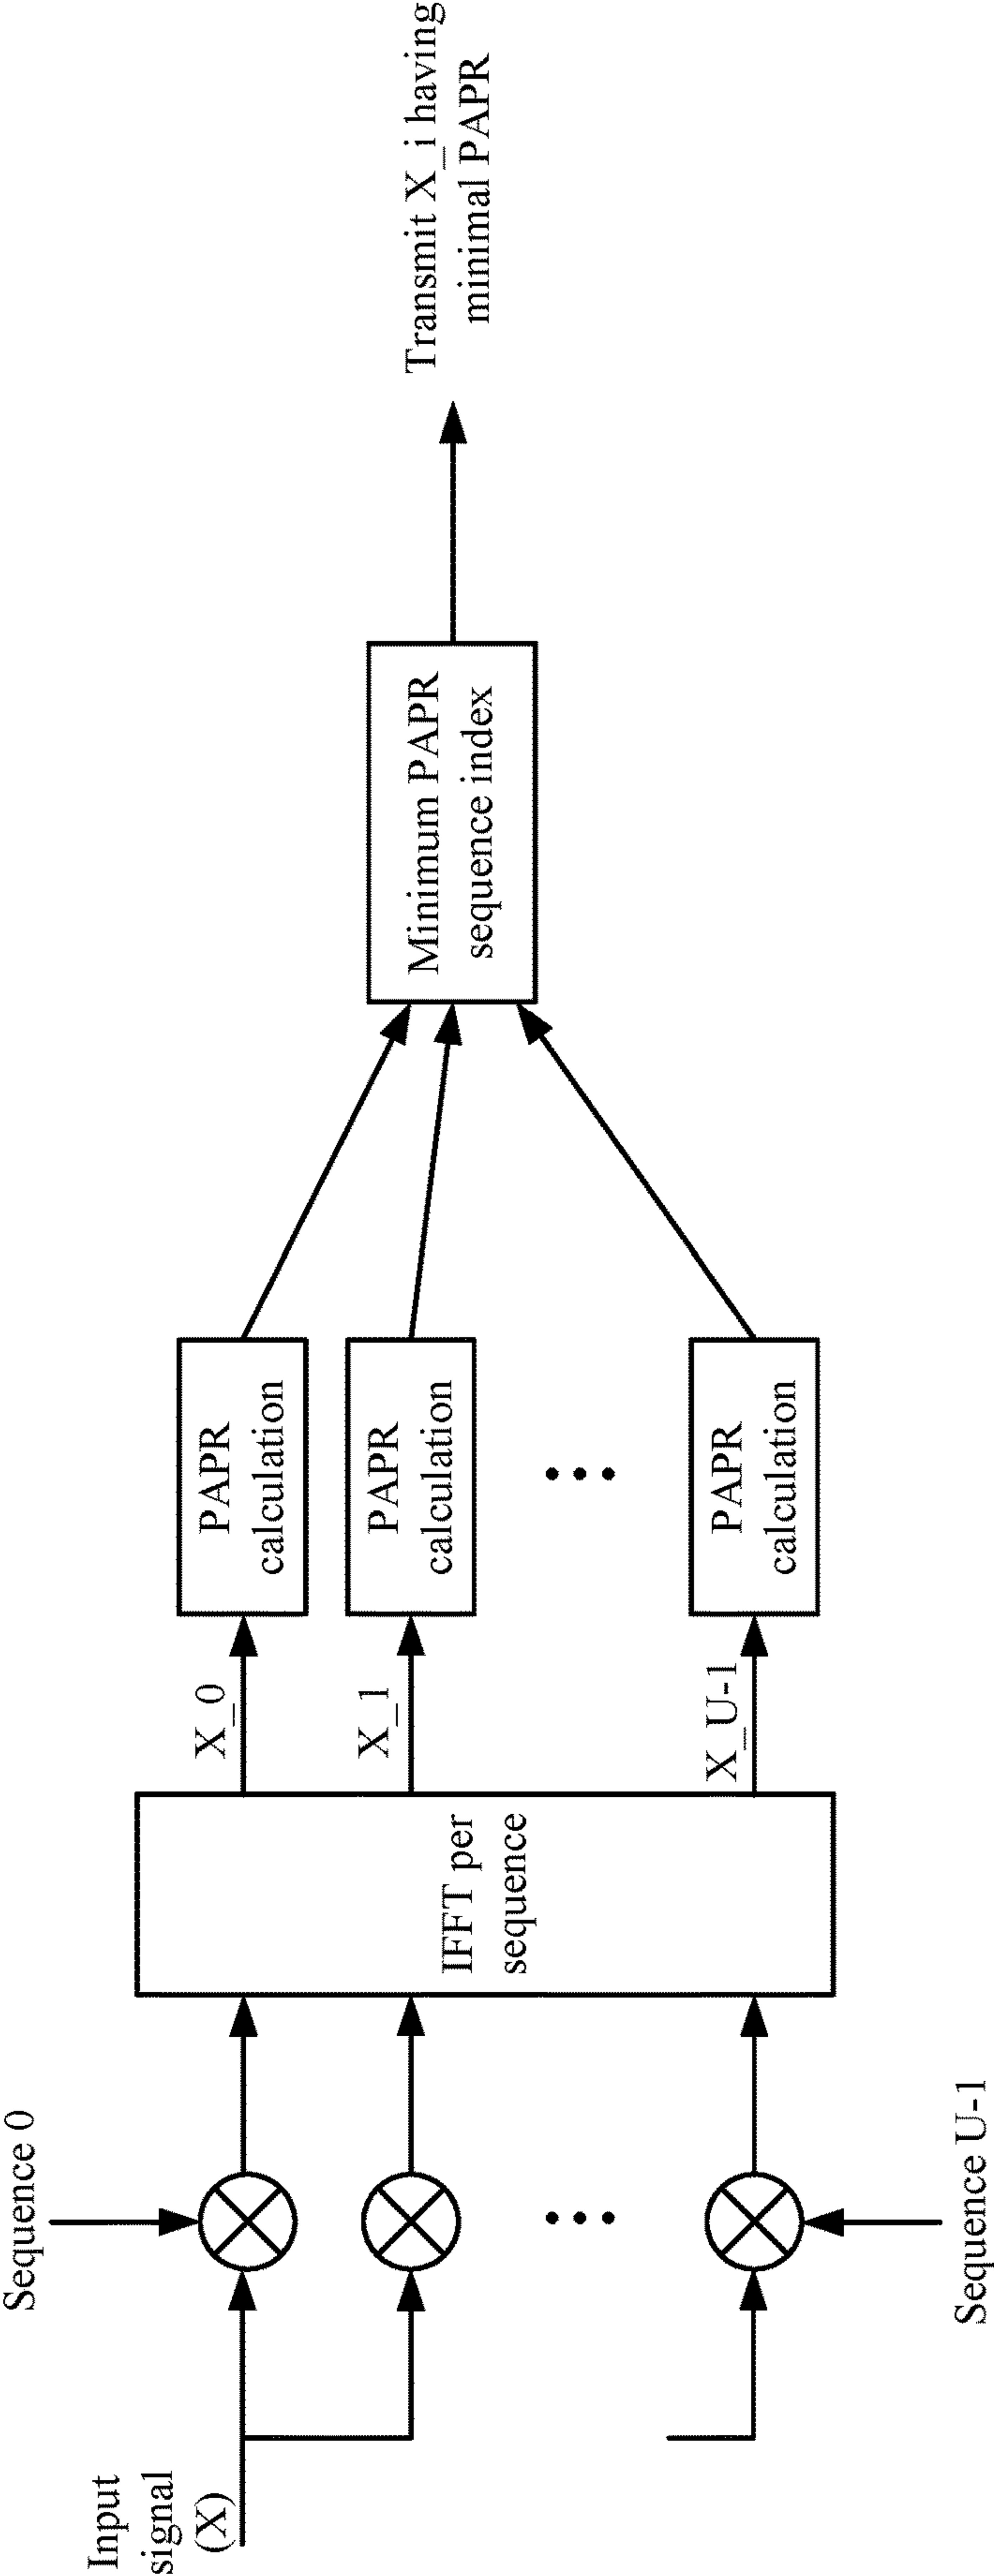 Sequence 0
Input
signal
(X)
Sequence U-1
IFFT per
sequence
X_0
X_1
X_U-1
PAPR
calculation
PAPR
calculation
PAPR
calculation
Minimum PAPR
sequence index
Transmit X_i having
minimal PAPR